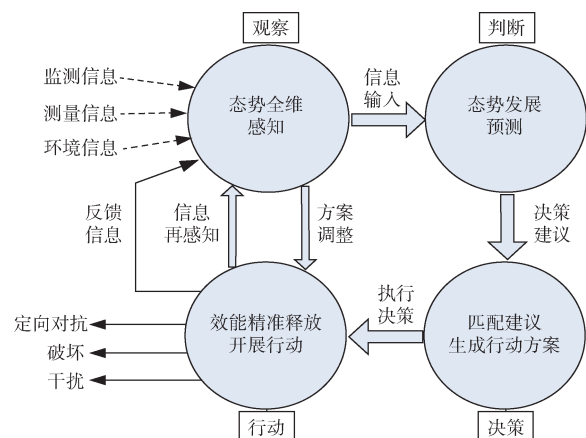 观察
判断
监测信息
测量信息
环境信息
态势全维
感知
信息
输入
态势发展
预测
反馈
信息
信息
再感知
方案
调整
决策
建议
定向对抗
破坏
干扰
效能精准释放
开展行动
执行
决策
匹配建议
生成行动方案
行动
决策